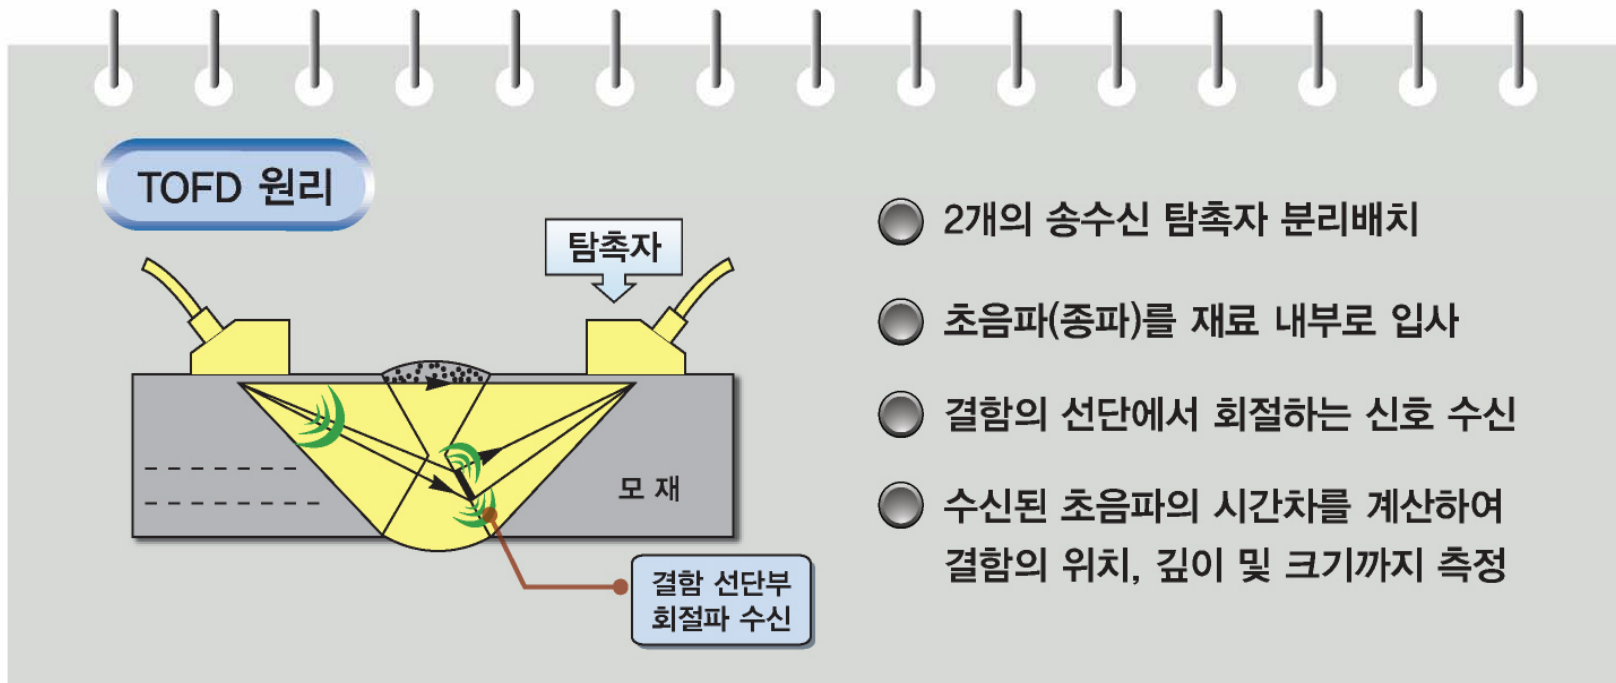 TOFD 원리
탐촉자
모 재
결함 선단부
회절파 수신
2개의 송수신 탐촉자 분리배치
초음파(종파)를 재료 내부로 입사
결함의 선단에서 회절하는 신호 수신
수신된 초음파의 시간차를 계산하여
결함의 위치, 깊이 및 크기까지 측정